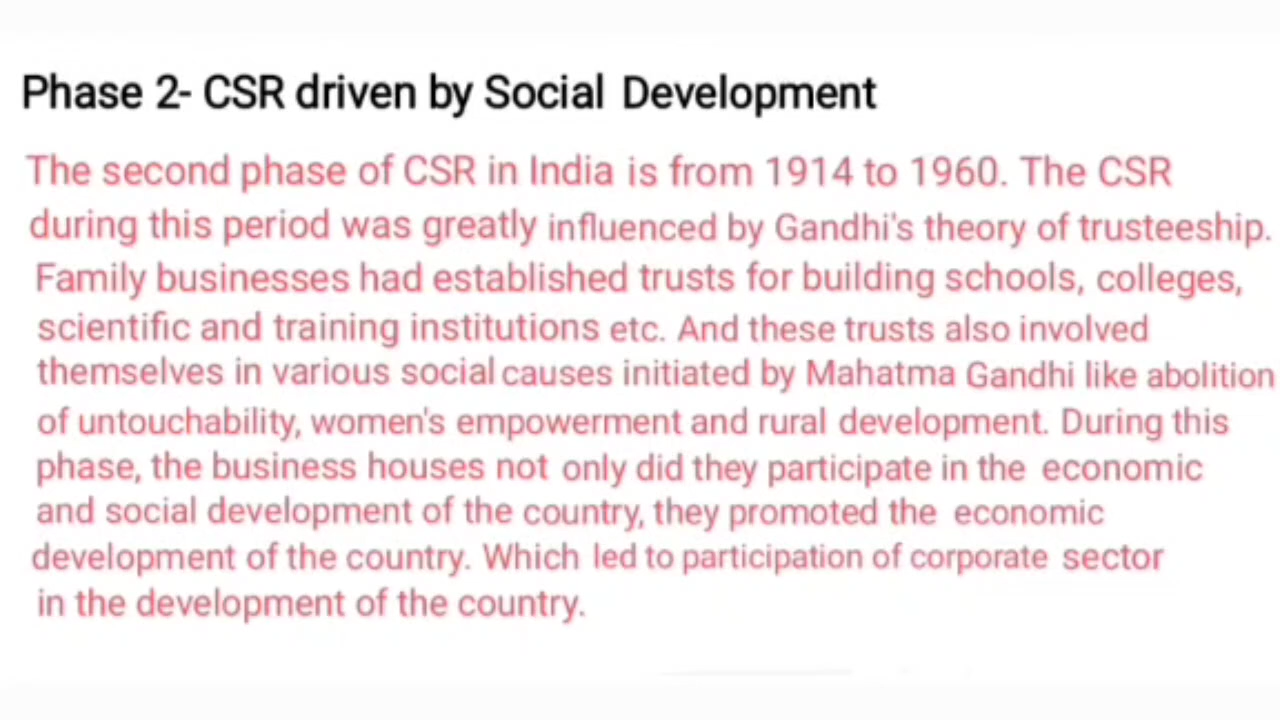 Phase 2- CSR driven by Social Development
The second phase of CSR in India is from 1914 to 1960. The CSR
during this period was greatly influenced by Gandhi's theory of trusteeship.
Family businesses had established trusts for building schools, colleges,
scientific and training institutions etc. And these trusts also involved
themselves in various social causes initiated by Mahatma Gandhi like abolition
of untouchability, women's empowerment and rural development. During this
phase, the business houses not only did they participate in the economic
and social development of the country, they promoted the economic
development of the country. Which led to participation of corporate sector
in the development of the country.